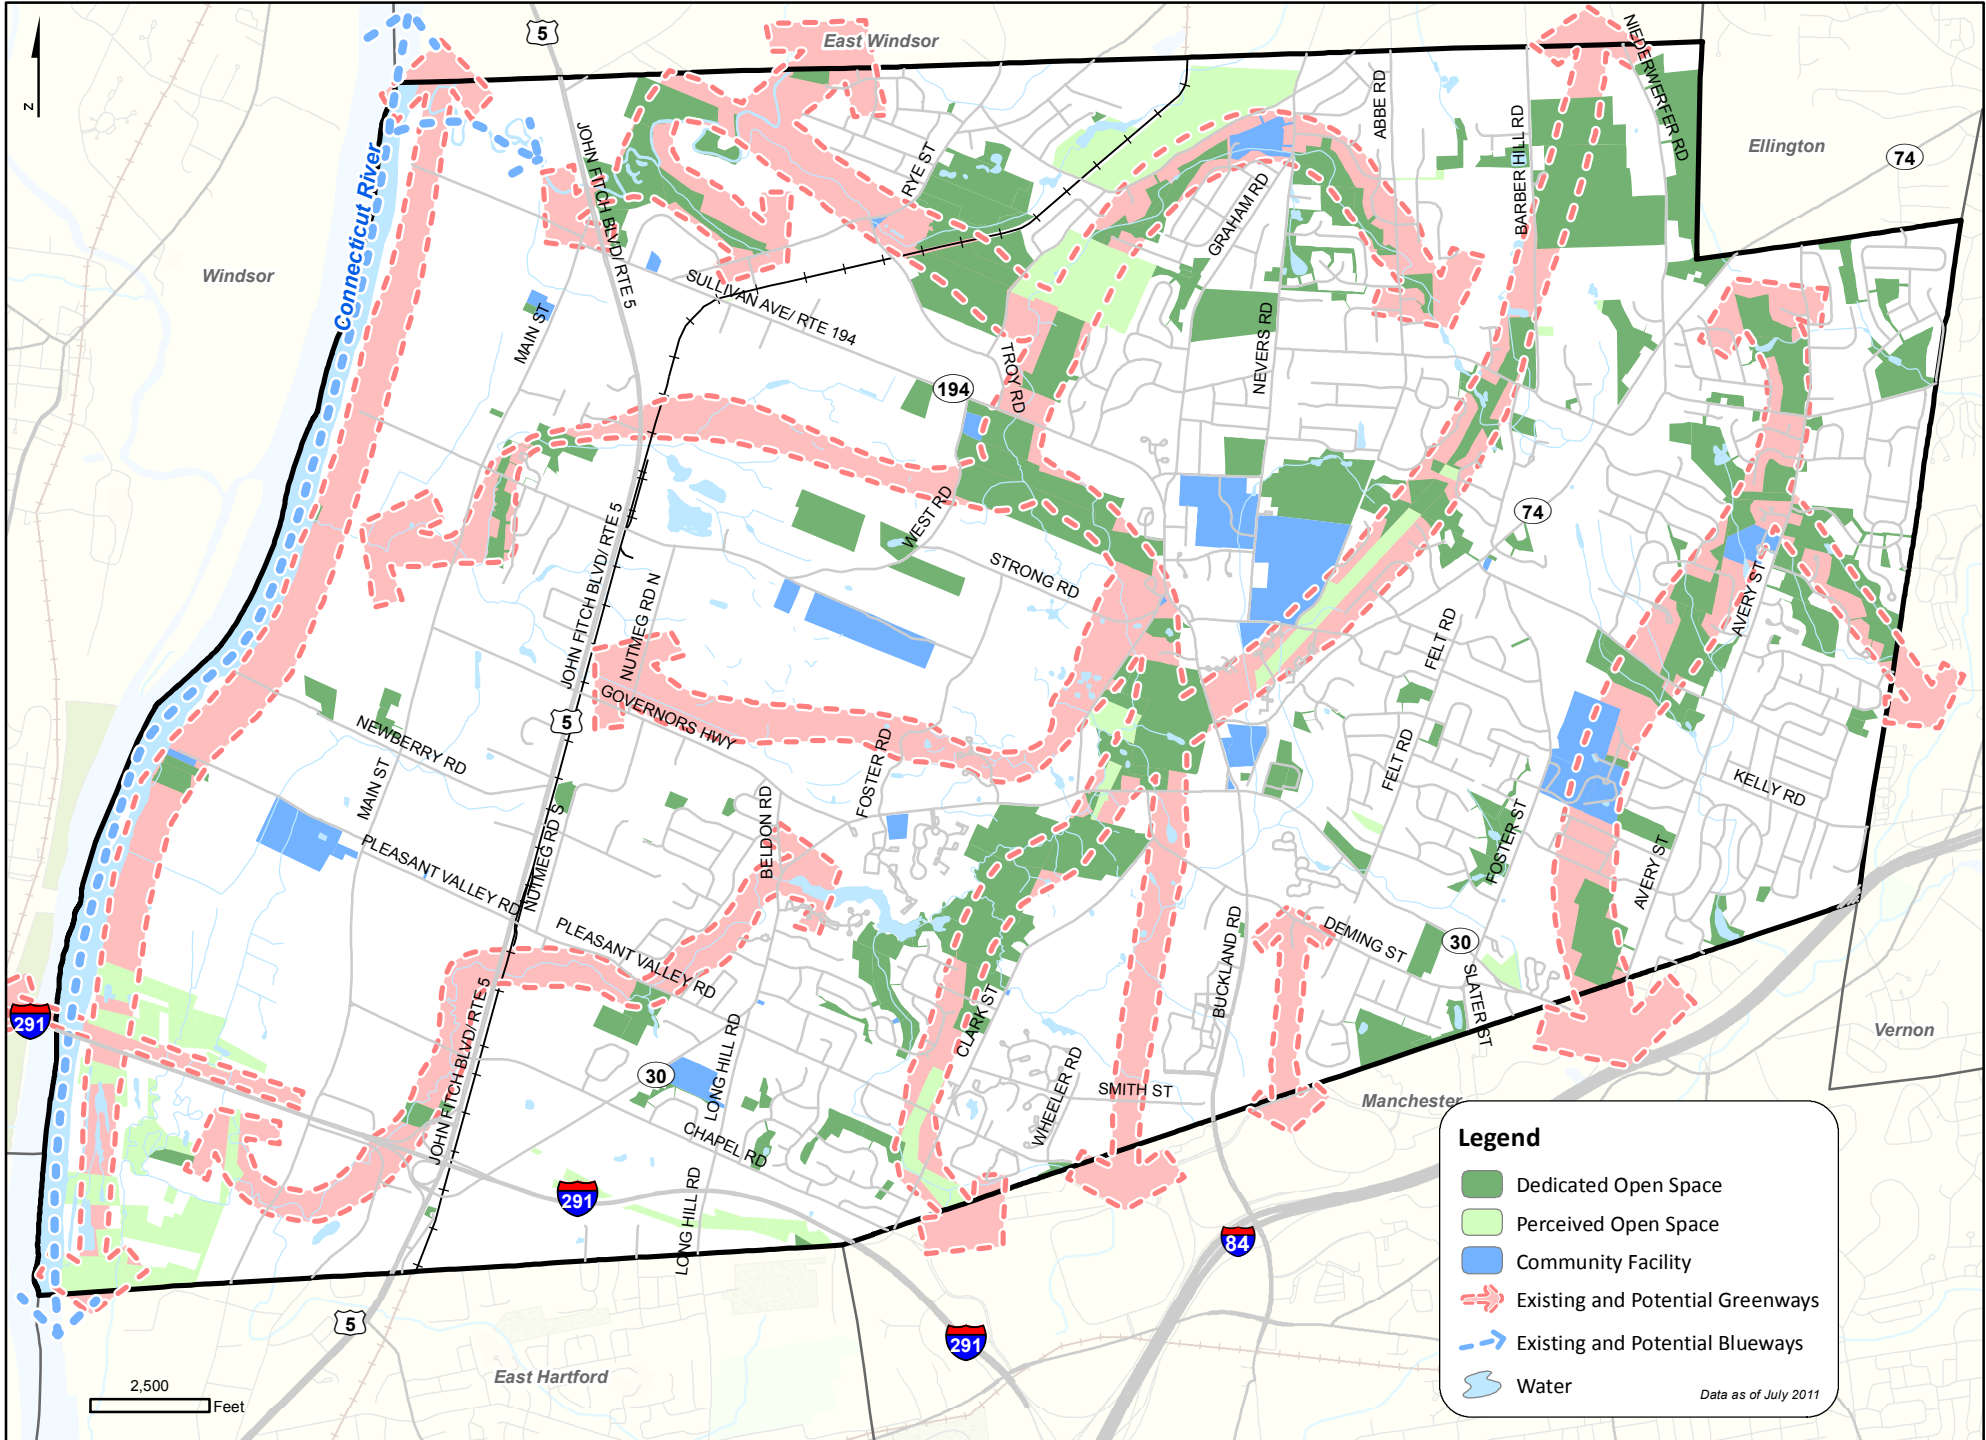 5
East Windsor
NIEDERWERFER RD
ABBE RD
BARBER HILL RD
Ellington
74
N
JOHN FITCH BLVD/ RTE 5
RYE ST
GRAHAM RD
Connecticut River
Windsor
MAIN ST
SULLIVAN AVE/ RTE 194
NEVERS RD
TROY RD
194
WEST RD
74
JOHN FITCH BLVD/ RTE 5
STRONG RD
NUTMEG RD N
AVERY ST
FELT RD
GOVERNORS HWY
5
NEWBERRY RD
MAIN ST
FOSTER RD
FELT RD
KELLY RD
BELDON RD
NUTMEG RD S
PLEASANT VALLEY RD
FOSTER ST
AVERY ST
PLEASANT VALLEY RD
BUCKLAND RD
DEMING ST
30
SLATER ST
291
JOHN FITCH BLVD/ RTE 5
CLARK ST
Vernon
LONG HILL RD
30
WHEELER RD
SMITH ST
Manchester
CHAPEL RD
291
LONG HILL RD
84
5
291
East Hartford
2,500
Feet
Legend
Dedicated Open Space
Perceived Open Space
Community Facility
Existing and Potential Greenways
Existing and Potential Blueways
Water
Data as of July 2011